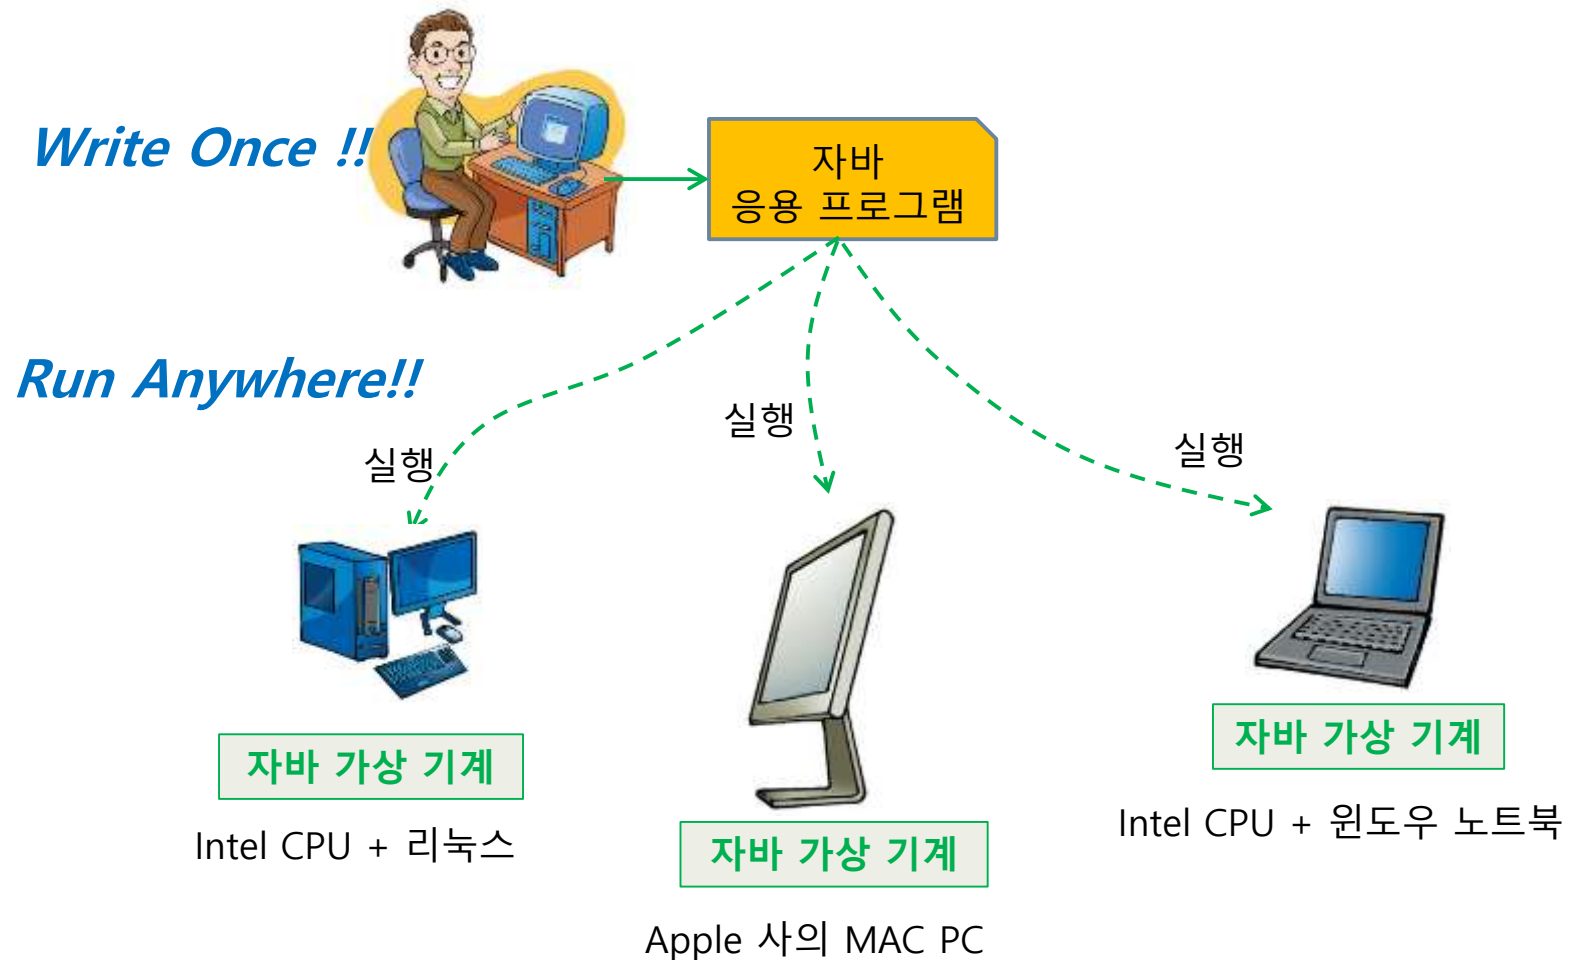 Write Once !!
자바
응용 프로그램
Run Anywhere!!
실행
실행
실행
자바 가상 기계
Intel CPU + 리눅스
자바 가상 기계
Apple 사의 MAC PC
자바 가상 기계
Intel CPU + 윈도우 노트북